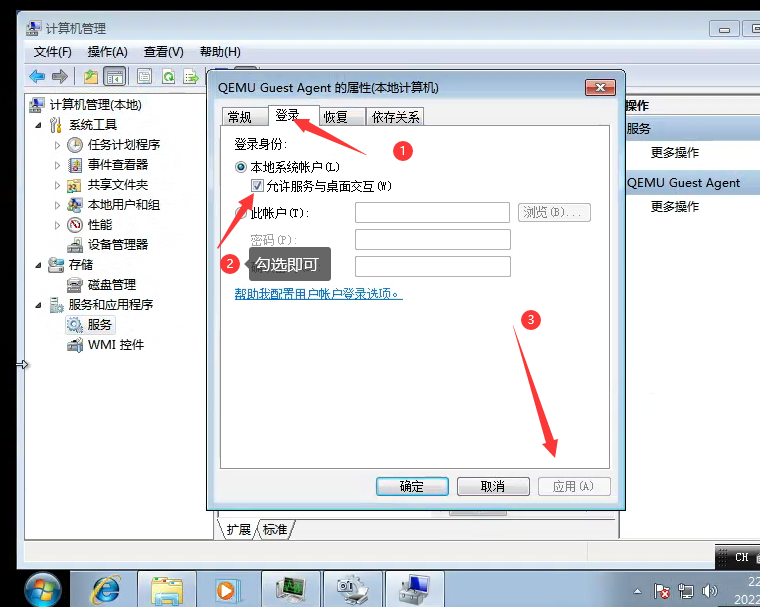 计算机管理
文件(F) 操作(A) 查看(V) 帮助(H)
计算机管理(本地)
系统工具
任务计划程序
事件查看器
共享文件夹
本地用户和组
性能
设备管理器
存储
磁盘管理
服务和应用程序
服务
WMI 控件
QEMU Guest Agent 的属性(本地计算机)
常规 登录 恢复 依存关系
登录身份:
1
本地系统帐户(L)
允许服务与桌面交互(W)
此帐户(T):
浏览(B)...
密码(P):
2
勾选即可
帮助我配置用户帐户登录选项。
3
确定 取消 应用(A)
操作
服务
更多操作
QEMU Guest Agent
更多操作
扩展 标准
CH
22
2022